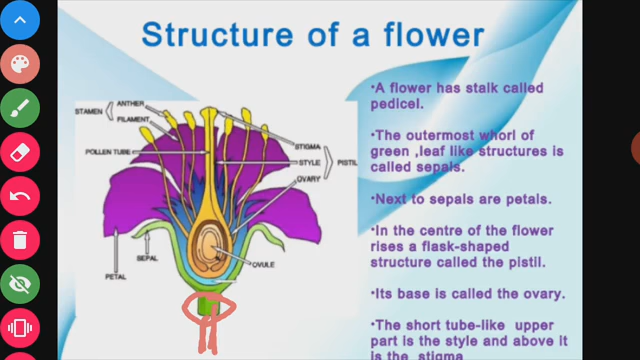 Structure of a flower
STAMEN
ANTHER
FILAMENT
POLLEN TUBE
STIGMA
STYLE
PISTIL
OVARY
OVULE
SEPAL
PETAL
•A flower has stalk called
pedicel.
•The outermost whorl of
green ,leaf like structures is
called sepals.
•Next to sepals are petals.
•In the centre of the flower
rises a flask-shaped
structure called the pistil.
•Its base is called the ovary.
•The short tube-like upper
part is the style and above it
is the stigma